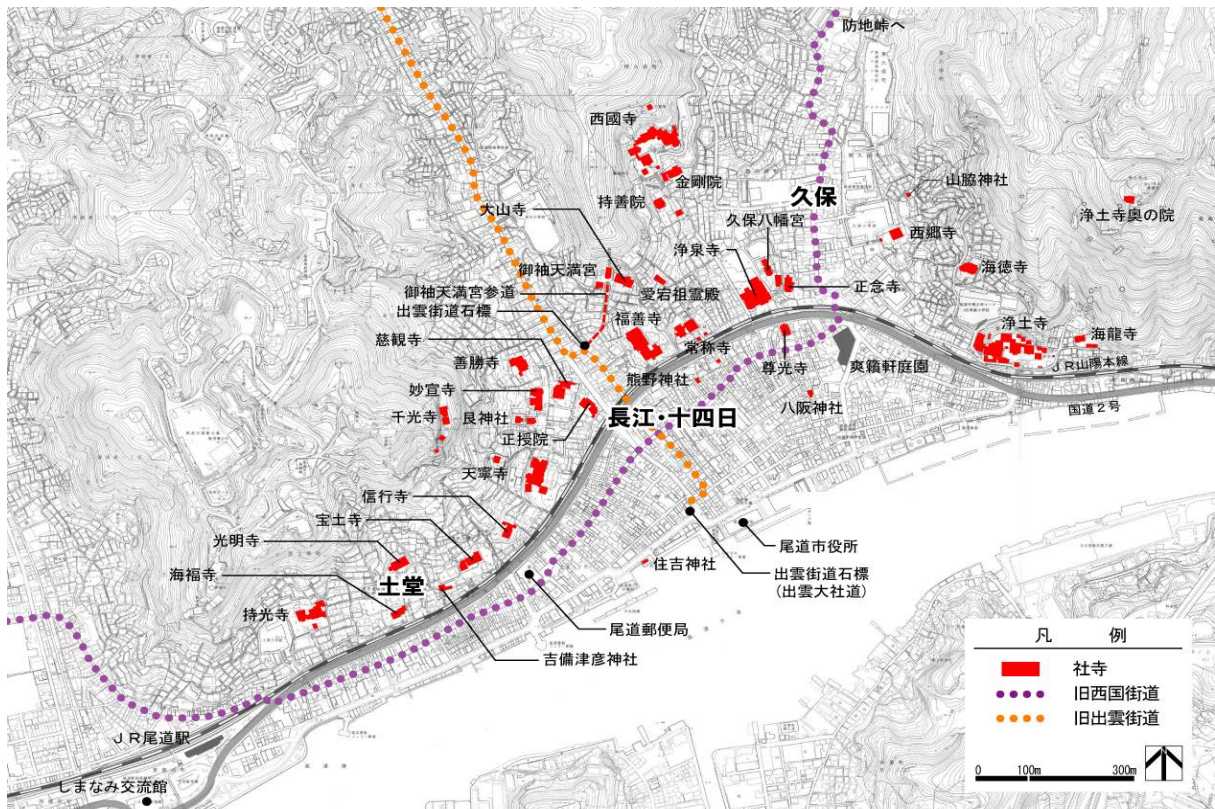 防地峠へ
西國寺
金剛院
持善院
大山寺
久保
山脇神社
浄土寺奥の院
久保八幡宮
西郷寺
浄泉寺
海徳寺
御袖天満宮
愛宕祖霊殿
正念寺
御袖天満宮参道
出雲街道石標
福善寺
浄土寺
海龍寺
慈観寺
常称寺
尊光寺
爽籟軒庭園
JR山陽本線
善勝寺
熊野神社
妙宣寺
八阪神社
国道2号
千光寺
艮神社
長江・十四日
正授院
天寧寺
信行寺
宝土寺
尾道市役所
光明寺
住吉神社
出雲街道石標
(出雲大社道)
海福寺
土堂
持光寺
尾道郵便局
吉備津彦神社
JR尾道駅
しまなみ交流館
凡 例
社寺
旧西国街道
旧出雲街道
0 100m 300m